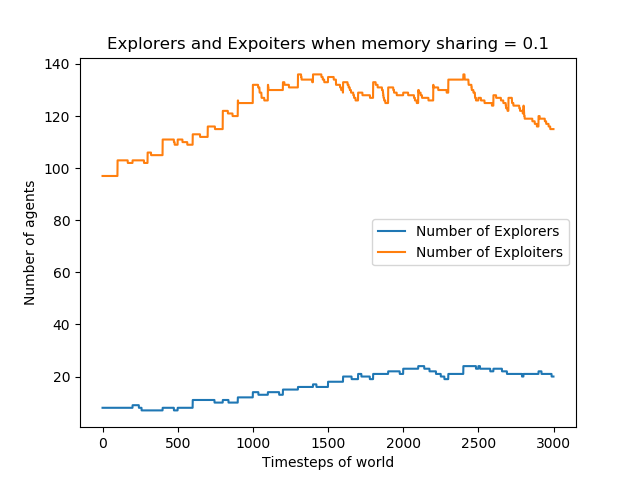 Explorers and Expoiters when memory sharing = 0.1
140
120
100
80
60
40
20
Number of agents
Number of Explorers
Number of Exploiters
0 500 1000 1500 2000 2500 3000
Timesteps of world